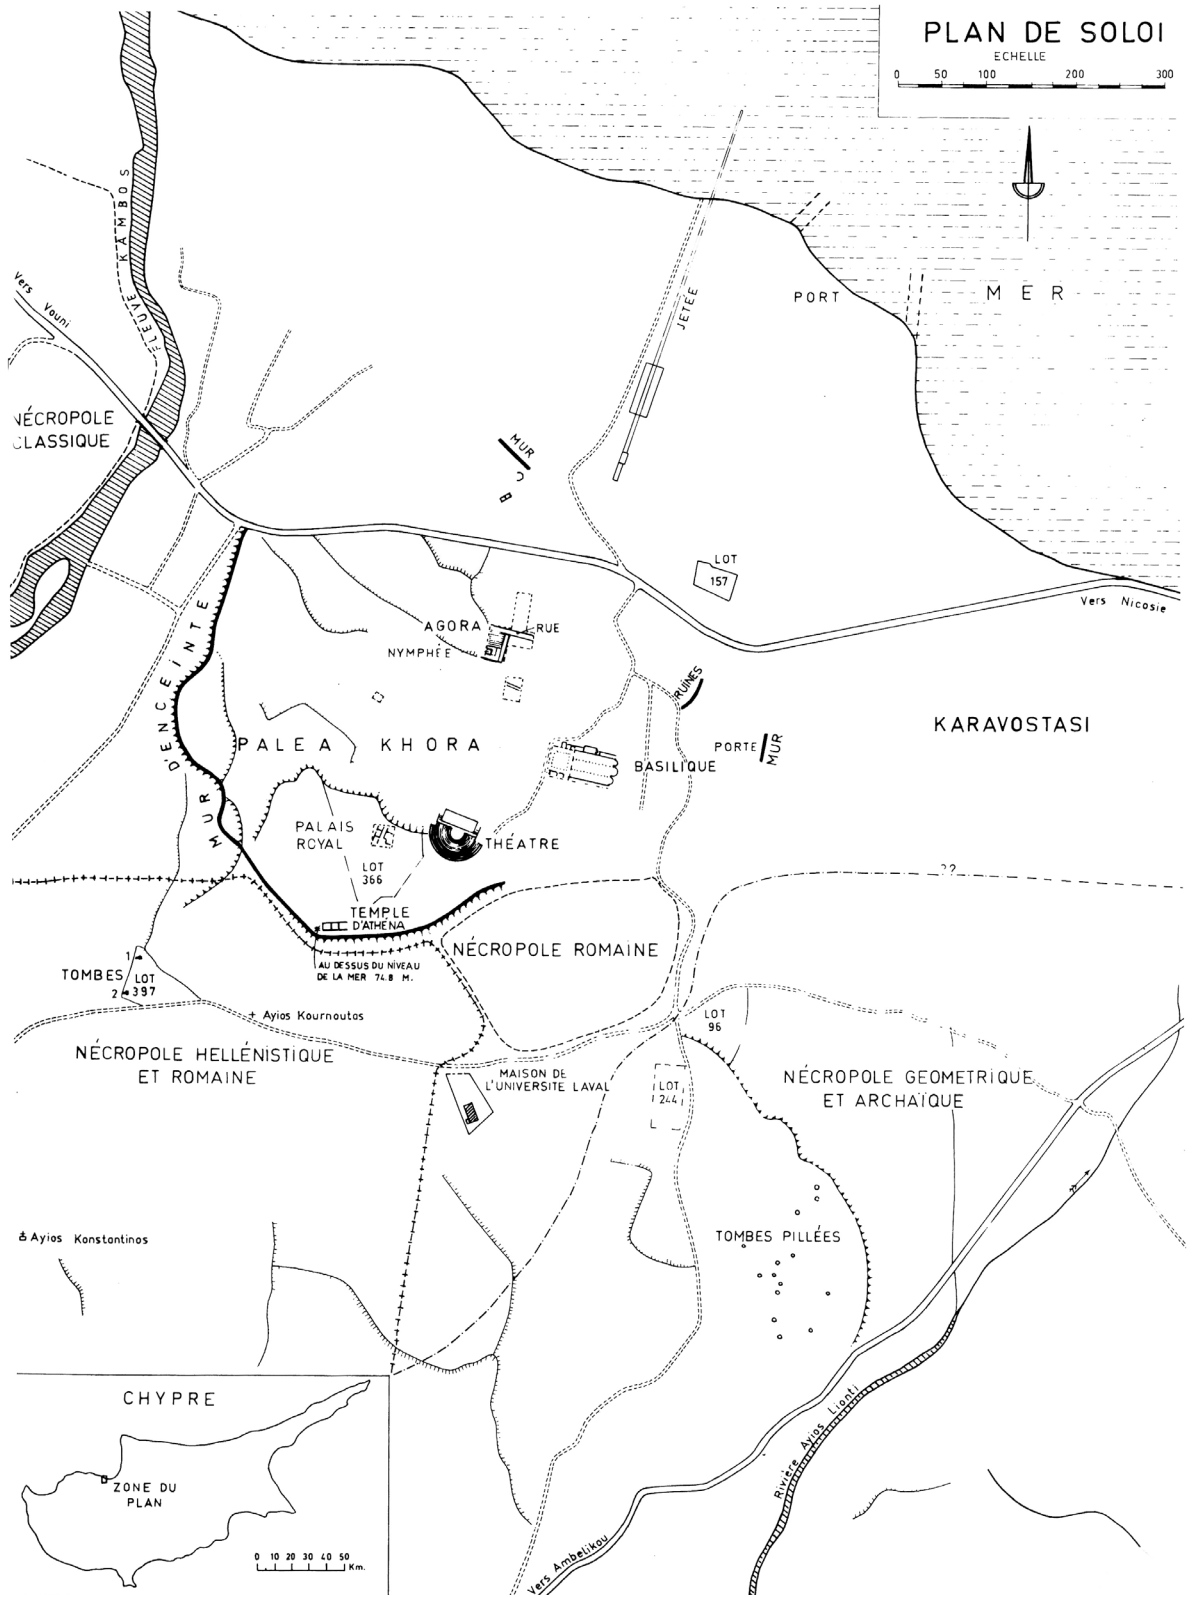 PLAN DE SOLOI
ECHELLE
0 50 100 200 300
FLEUVE KAMBOS
Vers Vouni
JETÉE
PORT
MER
NÉCROPOLE
CLASSIQUE
MUR
LOT
157
Vers Nicosie
AGORA
RUE
NYMPHÉE
MUR D'ENCEINTE
RUINES
KARAVOSTASI
PALEA KHORA
PORTE
MUR
BASILIQUE
PALAIS
ROYAL
THÉATRE
LOT
366
??
TEMPLE
D'ATHÉNA
NÉCROPOLE ROMAINE
AU DESSUS DU NIVEAU
DE LA MER 74.8 M.
1
TOMBES LOT
2 397
+ Ayios Kournoutas
LOT
96
NÉCROPOLE HELLÉNISTIQUE
ET ROMAINE
MAISON DE
L'UNIVERSITE LAVAL
LOT
244
NÉCROPOLE GEOMETRIQUE
ET ARCHAÏQUE
TOMBES PILLÉES
Ayios Konstantinos
CHYPRE
ZONE DU
PLAN
0 10 20 30 40 50
Km.
Rivière Ayios Lionti
Vers Ambelikou